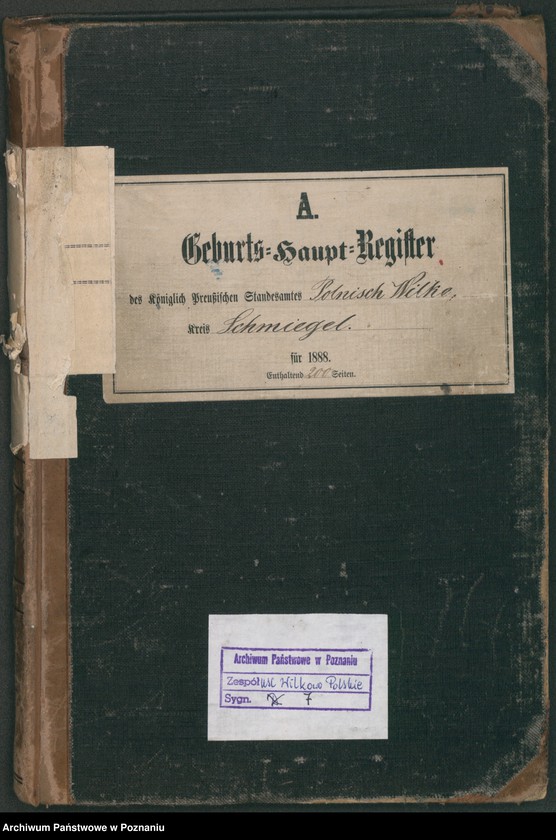 A.
Geburts-Haupt-Register
des Königlich Preußischen Standesamtes Polnisch Wilke,
Kreis Schmiegel.
für 1888.
Enthaltend 200 Seiten.
Archiwum Państwowe w Poznaniu
Zespół USC Wilkowo Polskie
Sygn. 7
Archiwum Państwowe w Poznaniu